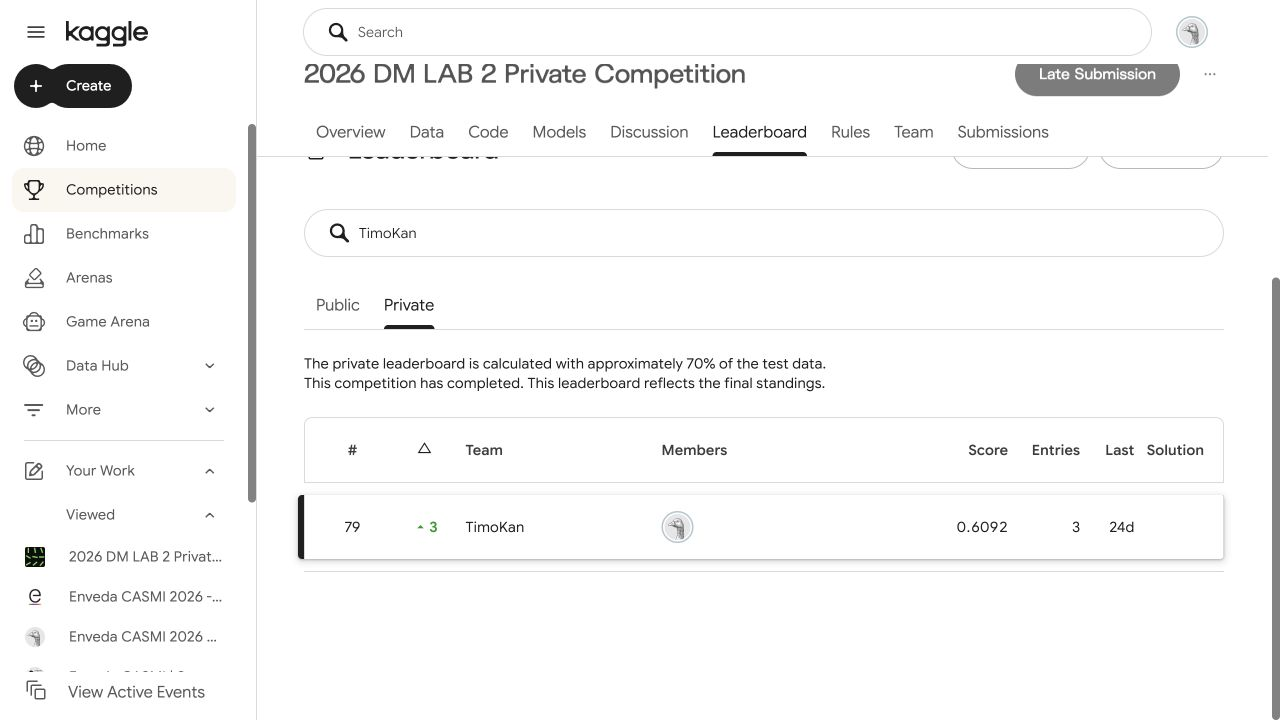 kaggle
Search
Create
Home
Competitions
Benchmarks
Arenas
Game Arena
Data Hub
More
Your Work
Viewed
2026 DM LAB 2 Privat...
Enveda CASMI 2026 -...
Enveda CASMI 2026 ...
View Active Events
2026 DM LAB 2 Private Competition
Late Submission
Overview Data Code Models Discussion Leaderboard Rules Team Submissions
Leaderboard
TimoKan
Public Private
The private leaderboard is calculated with approximately 70% of the test data.
This competition has completed. This leaderboard reflects the final standings.
# △ Team Members Score Entries Last Solution
79 3 TimoKan 0.6092 3 24d